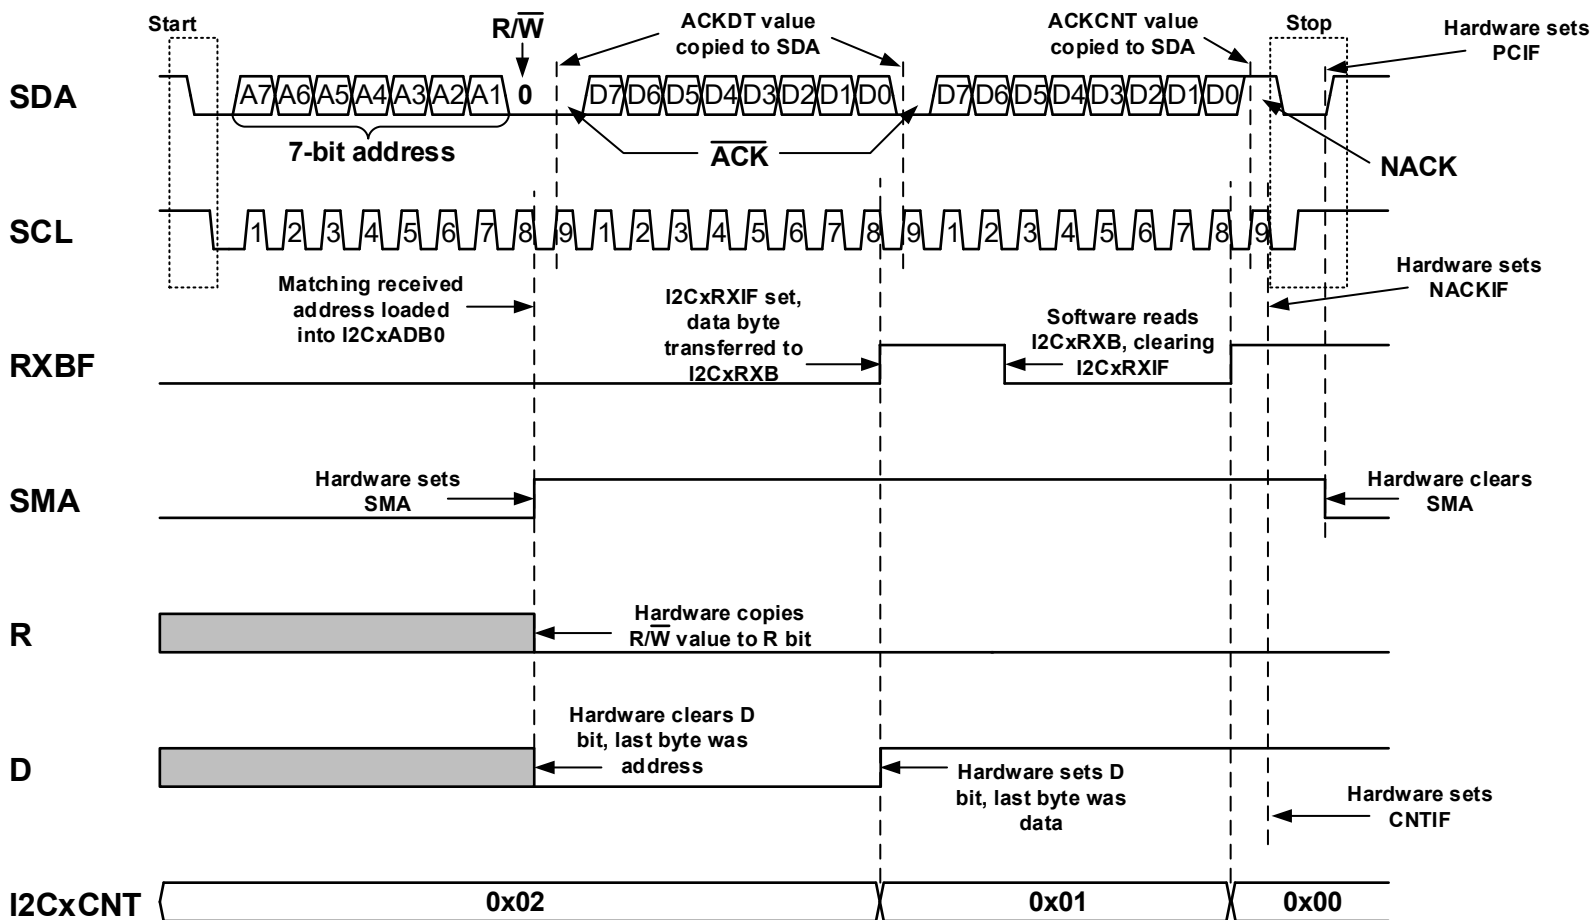 Start
R/W
ACKDT value
copied to SDA
ACKCNT value
copied to SDA
Stop
Hardware sets
PCIF
SDA
A7 A6 A5 A4 A3 A2 A1 0 D7 D6 D5 D4 D3 D2 D1 D0 D7 D6 D5 D4 D3 D2 D1 D0
7-bit address
ACK
NACK
SCL
1 2 3 4 5 6 7 8 9 1 2 3 4 5 6 7 8 9 1 2 3 4 5 6 7 8 9
Matching received
address loaded
into I2CxADB0
I2CxRXIF set,
data byte
transferred to
I2CxRXB
Software reads
I2CxRXB, clearing
I2CxRXIF
Hardware sets
NACKIF
RXBF
Hardware sets
SMA
SMA
Hardware clears
SMA
R
Hardware copies
R/W value to R bit
D
Hardware clears D
bit, last byte was
address
Hardware sets D
bit, last byte was
data
Hardware sets
CNTIF
I2CxCNT
0x02 0x01 0x00